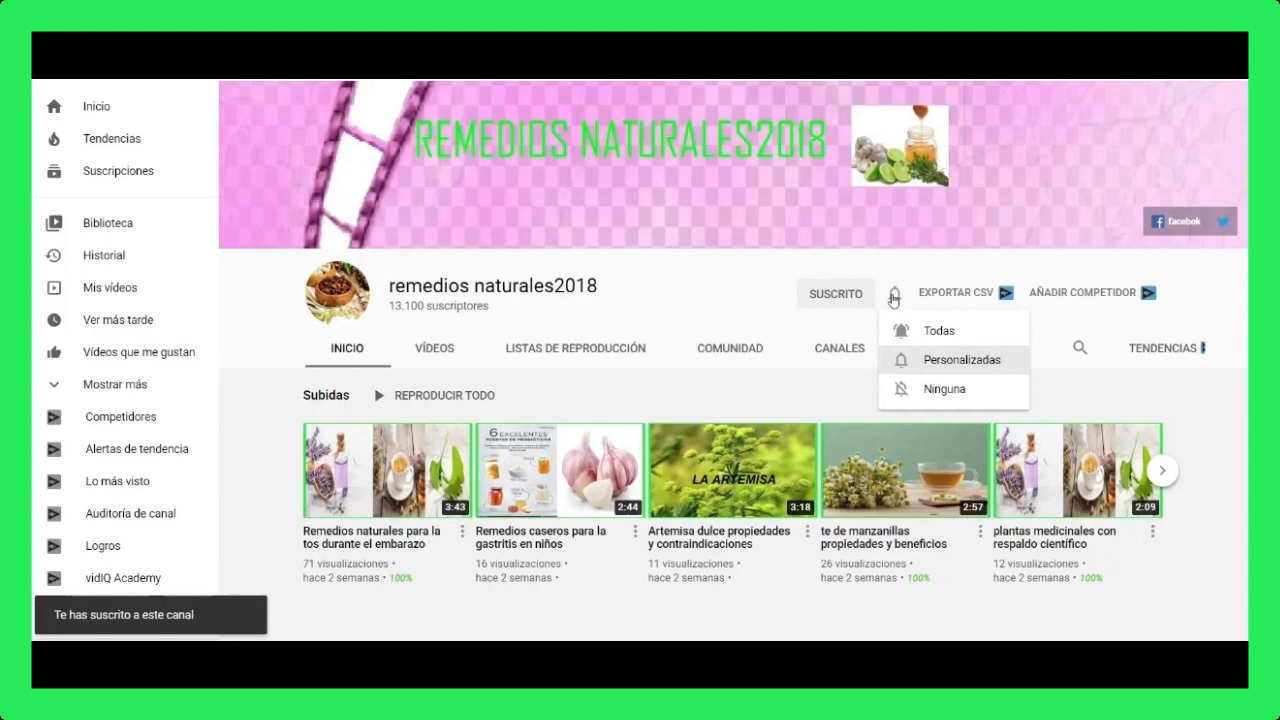 Inicio
Tendencias
Suscripciones
Biblioteca
Historial
Mis vídeos
Ver más tarde
Vídeos que me gustan
Mostrar más
Competidores
Alertas de tendencia
Lo más visto
Auditoría de canal
Logros
vidIQ Academy
Te has suscrito a este canal
REMEDIOS NATURALES2018
facebok
remedios naturales2018
13.100 suscriptores
SUSCRITO
EXPORTAR CSV
AÑADIR COMPETIDOR
Todas
Personalizadas
Ninguna
INICIO
VÍDEOS
LISTAS DE REPRODUCCIÓN
COMUNIDAD
CANALES
TENDENCIAS
Subidas
REPRODUCIR TODO
3:43
Remedios naturales para la
tos durante el embarazo
71 visualizaciones •
hace 2 semanas • 100%
6 EXCELENTES
FUENTES DE PROBIÓTICOS
2:44
Remedios caseros para la
gastritis en niños
16 visualizaciones •
hace 2 semanas •
LA ARTEMISA
3:18
Artemisa dulce propiedades
y contraindicaciones
11 visualizaciones •
hace 2 semanas •
2:57
te de manzanillas
propiedades y beneficios
26 visualizaciones •
hace 2 semanas • 100%
2:09
plantas medicinales con
respaldo científico
12 visualizaciones •
hace 2 semanas • 100%